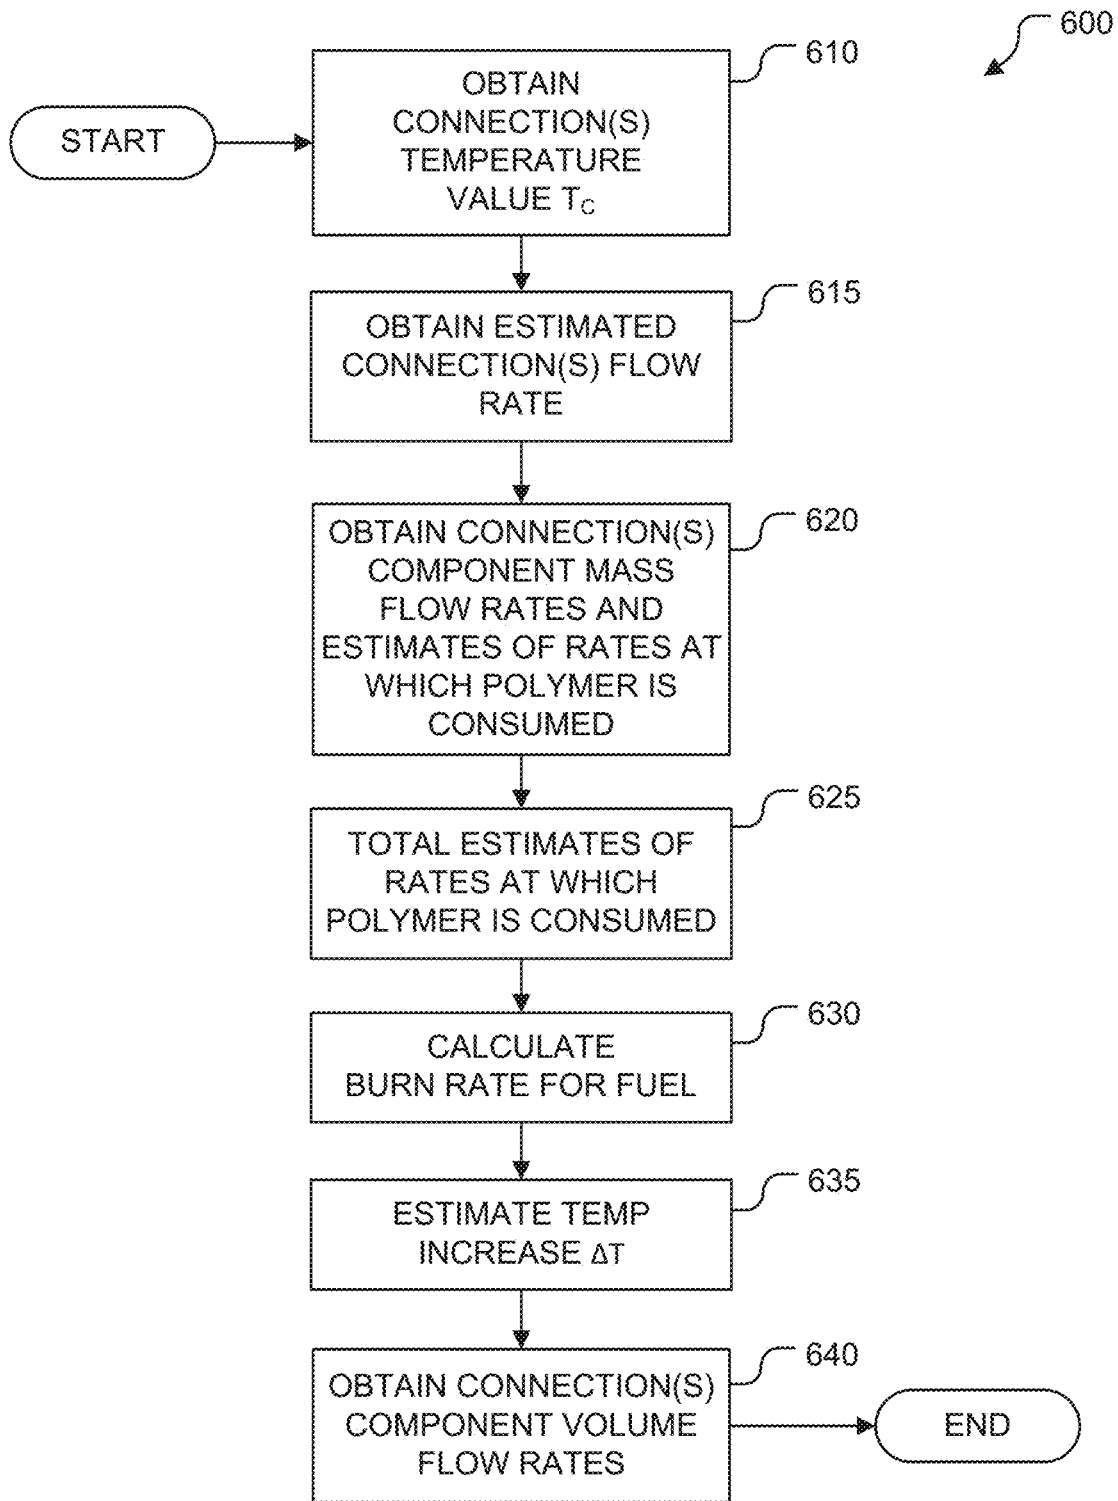 600
610
START
OBTAIN
CONNECTION(S)
TEMPERATURE
VALUE TC
615
OBTAIN ESTIMATED
CONNECTION(S) FLOW
RATE
620
OBTAIN CONNECTION(S)
COMPONENT MASS
FLOW RATES AND
ESTIMATES OF RATES AT
WHICH POLYMER IS
CONSUMED
625
TOTAL ESTIMATES OF
RATES AT WHICH
POLYMER IS CONSUMED
630
CALCULATE
BURN RATE FOR FUEL
635
ESTIMATE TEMP
INCREASE ΔT
640
OBTAIN CONNECTION(S)
COMPONENT VOLUME
FLOW RATES
END